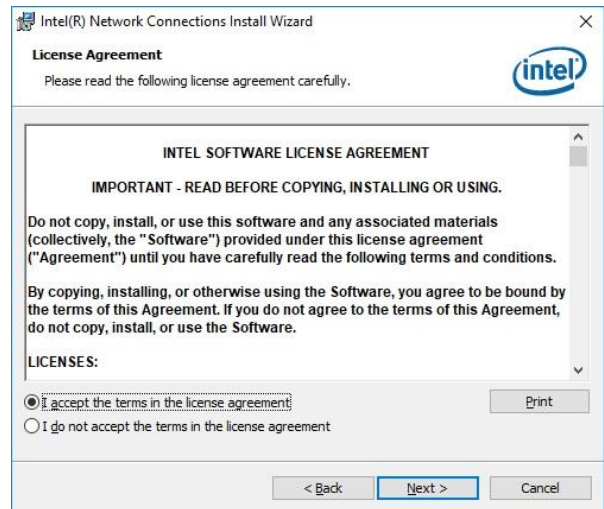 Intel(R) Network Connections Install Wizard
License Agreement
Please read the following license agreement carefully.
intel
INTEL SOFTWARE LICENSE AGREEMENT
IMPORTANT - READ BEFORE COPYING, INSTALLING OR USING.
Do not copy, install, or use this software and any associated materials
(collectively, the "Software") provided under this license agreement
("Agreement") until you have carefully read the following terms and conditions.
By copying, installing, or otherwise using the Software, you agree to be bound by
the terms of this Agreement. If you do not agree to the terms of this Agreement,
do not copy, install, or use the Software.
LICENSES:
I accept the terms in the license agreement
Print
I do not accept the terms in the license agreement
< Back
Next >
Cancel